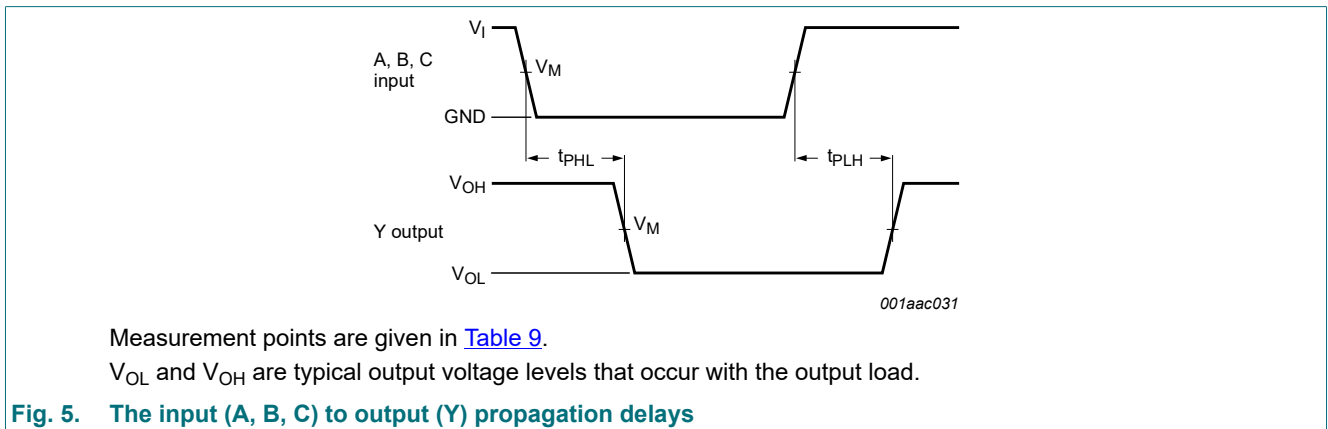 VI
A, B, C
input
VM
GND
tPHL
tPLH
VOH
Y output
VM
VOL
001aac031
Measurement points are given in Table 9.
VOL and VOH are typical output voltage levels that occur with the output load.
Fig. 5. The input (A, B, C) to output (Y) propagation delays